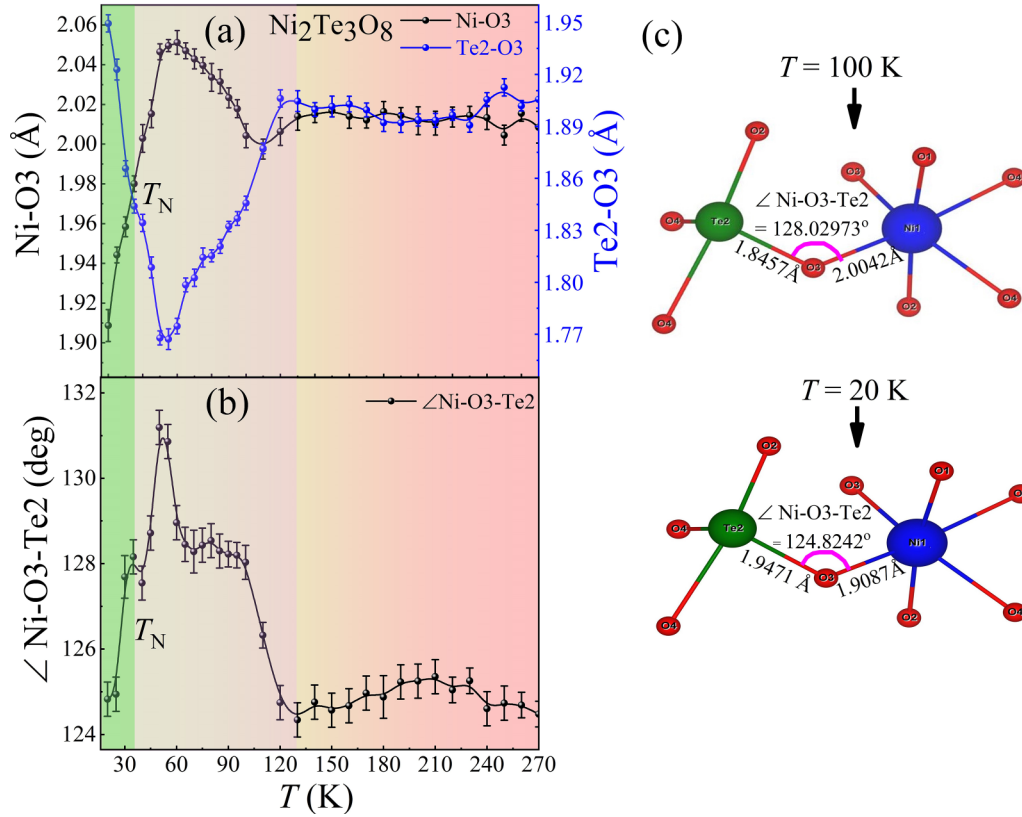 (a) Ni2Te3O8
Ni-O3
Te2-O3
TN
Ni-O3 (Å)
2.06
2.04
2.02
2.00
1.98
1.96
1.94
1.92
1.90
Te2-O3 (Å)
1.95
1.92
1.89
1.86
1.83
1.80
1.77
(b)
∠Ni-O3-Te2
TN
∠ Ni-O3-Te2 (deg)
132
130
128
126
124
30 60 90 120 150 180 210 240 270
T (K)
(c)
T = 100 K
O2
O3
O1
O4
O4
Te2
∠ Ni-O3-Te2
= 128.02973°
Ni1
1.8457Å
O3
2.0042Å
O4
O2
O4
T = 20 K
O2
O3
O1
O4
Te2
∠ Ni-O3-Te2
= 124.8242°
Ni1
1.9471 Å
O3
1.9087Å
O4
O2
O4